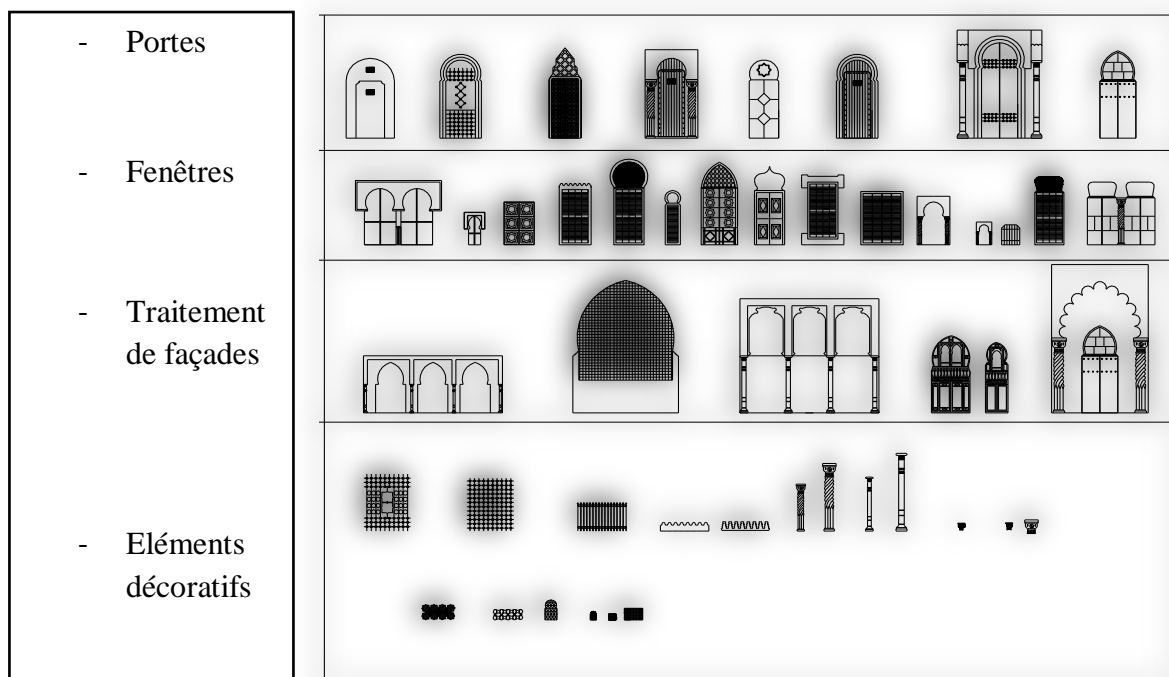 - Portes
- Fenêtres
- Traitement
de façades
- Eléments
décoratifs